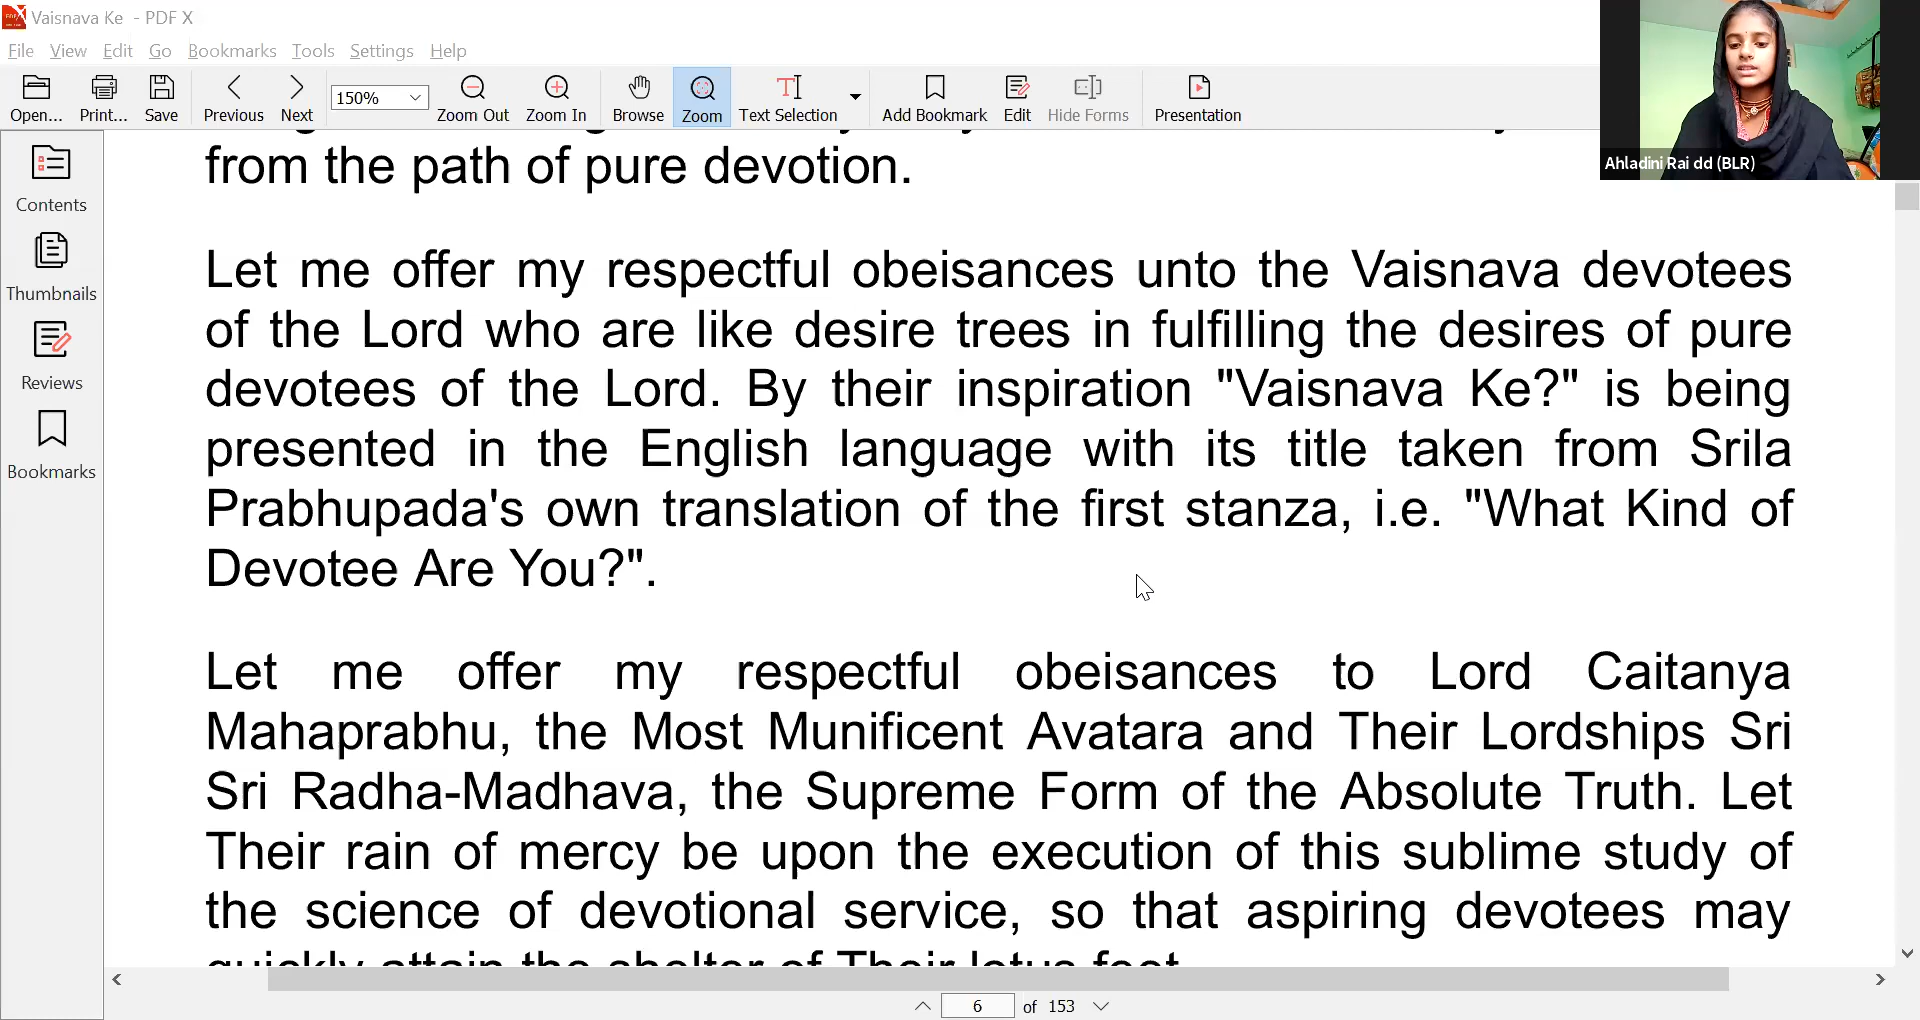 Vaisnava Ke - PDF X
File View Edit Go Bookmarks Tools Settings Help
Open... Print... Save Previous Next 150% Zoom Out Zoom In Browse Zoom Text Selection Add Bookmark Edit Hide Forms Presentation
Ahladini Rai dd (BLR)
Contents
Thumbnails
Reviews
Bookmarks
from the path of pure devotion.
Let me offer my respectful obeisances unto the Vaisnava devotees
of the Lord who are like desire trees in fulfilling the desires of pure
devotees of the Lord. By their inspiration "Vaisnava Ke?" is being
presented in the English language with its title taken from Srila
Prabhupada's own translation of the first stanza, i.e. "What Kind of
Devotee Are You?".
Let me offer my respectful obeisances to Lord Caitanya
Mahaprabhu, the Most Munificent Avatara and Their Lordships Sri
Sri Radha-Madhava, the Supreme Form of the Absolute Truth. Let
Their rain of mercy be upon the execution of this sublime study of
the science of devotional service, so that aspiring devotees may
quickly attain the shelter of Their lotus feet.
6 of 153